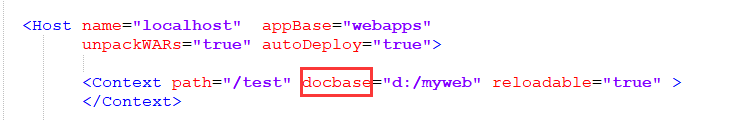 <Host name="localhost" appBase="webapps"
unpackWARs="true" autoDeploy="true">
<Context path="/test" docbase="d:/myweb" reloadable="true" >
</Context>